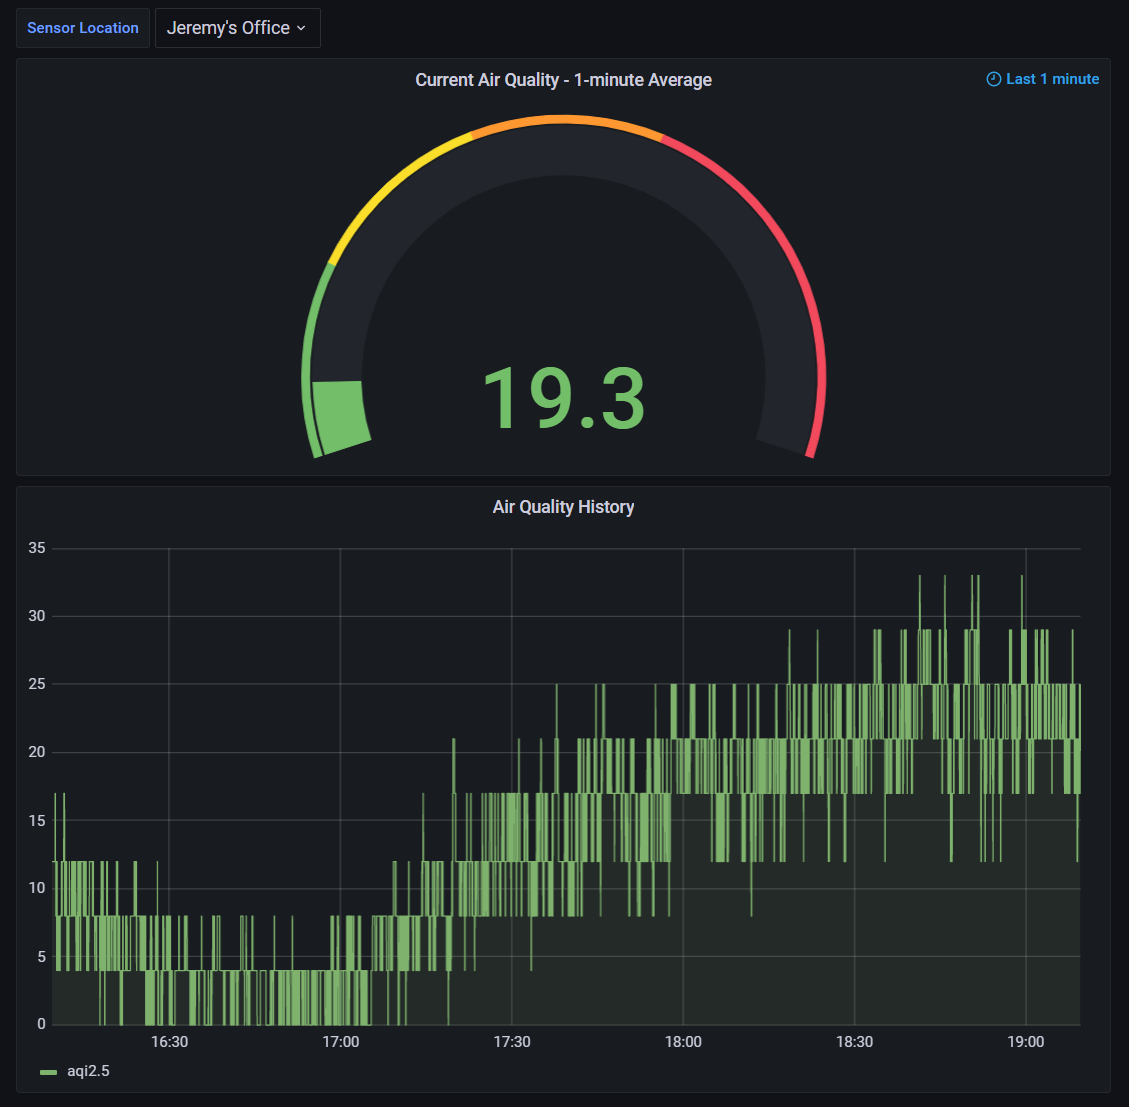 Sensor Location Jeremy's Office
Current Air Quality - 1-minute Average
Last 1 minute
19.3
Air Quality History
35
30
25
20
15
10
5
0
16:30 17:00 17:30 18:00 18:30 19:00
aqi2.5